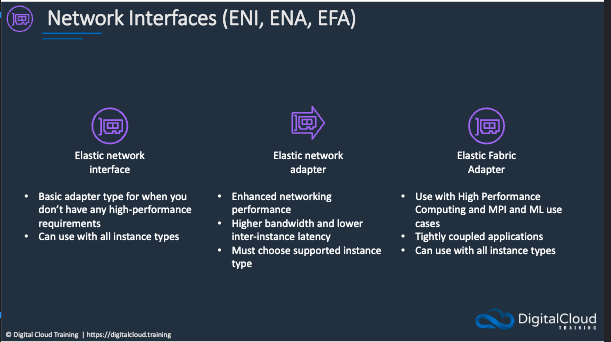 Network Interfaces (ENI, ENA, EFA)
Elastic network
interface
• Basic adapter type for when you
don't have any high-performance
requirements
• Can use with all instance types
Elastic network
adapter
• Enhanced networking
performance
• Higher bandwidth and lower
inter-instance latency
• Must choose supported instance
type
Elastic Fabric
Adapter
• Use with High Performance
Computing and MPI and ML use
cases
• Tightly coupled applications
• Can use with all instance types
© Digital Cloud Training | https://digitalcloud.training
DigitalCloud
TRAINING